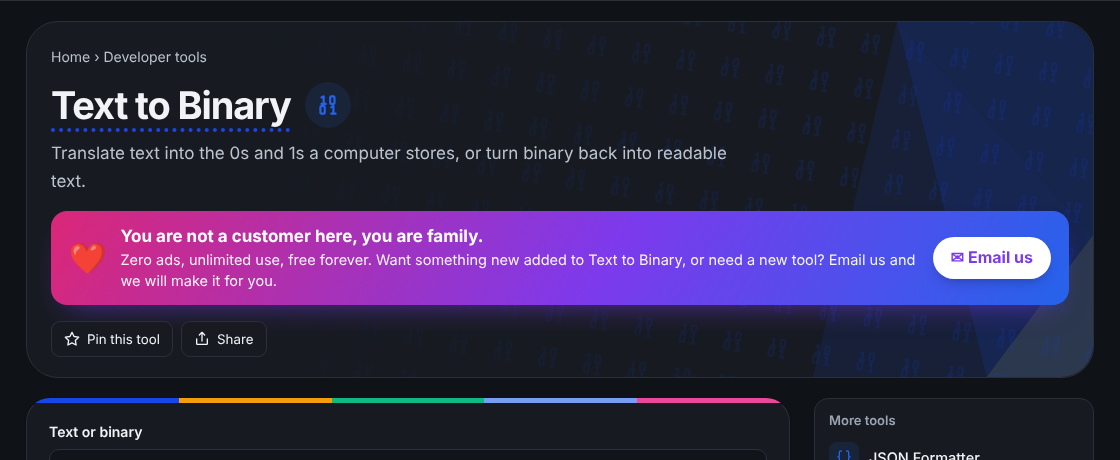 Home › Developer tools
Text to Binary
Translate text into the 0s and 1s a computer stores, or turn binary back into readable
text.
You are not a customer here, you are family.
Zero ads, unlimited use, free forever. Want something new added to Text to Binary, or need a new tool? Email us and
we will make it for you.
✉ Email us
Pin this tool
Share
Text or binary
More tools
JSON Formatter